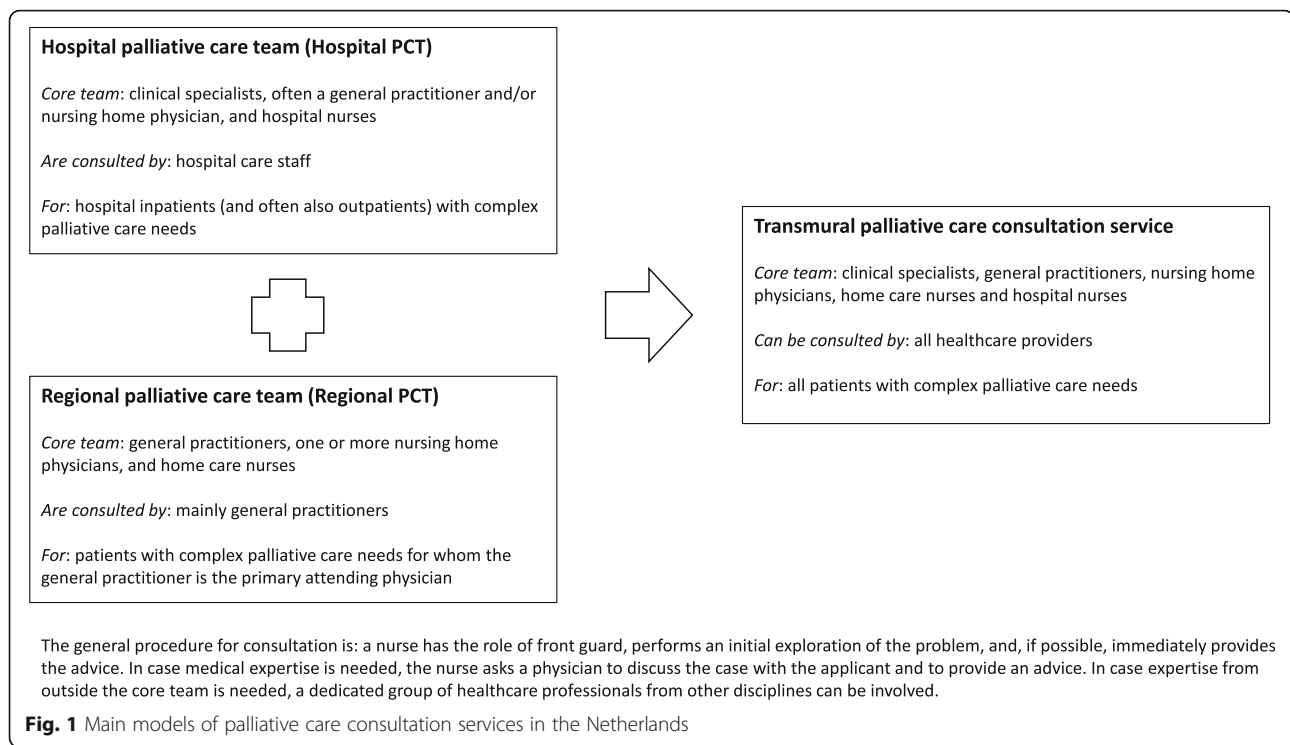 Hospital palliative care team (Hospital PCT)
Core team: clinical specialists, often a general practitioner and/or
nursing home physician, and hospital nurses
Are consulted by: hospital care staff
For: hospital inpatients (and often also outpatients) with complex
palliative care needs
Regional palliative care team (Regional PCT)
Core team: general practitioners, one or more nursing home
physicians, and home care nurses
Are consulted by: mainly general practitioners
For: patients with complex palliative care needs for whom the
general practitioner is the primary attending physician
Transmural palliative care consultation service
Core team: clinical specialists, general practitioners, nursing home
physicians, home care nurses and hospital nurses
Can be consulted by: all healthcare providers
For: all patients with complex palliative care needs
The general procedure for consultation is: a nurse has the role of front guard, performs an initial exploration of the problem, and, if possible, immediately provides
the advice. In case medical expertise is needed, the nurse asks a physician to discuss the case with the applicant and to provide an advice. In case expertise from
outside the core team is needed, a dedicated group of healthcare professionals from other disciplines can be involved.
Fig. 1 Main models of palliative care consultation services in the Netherlands